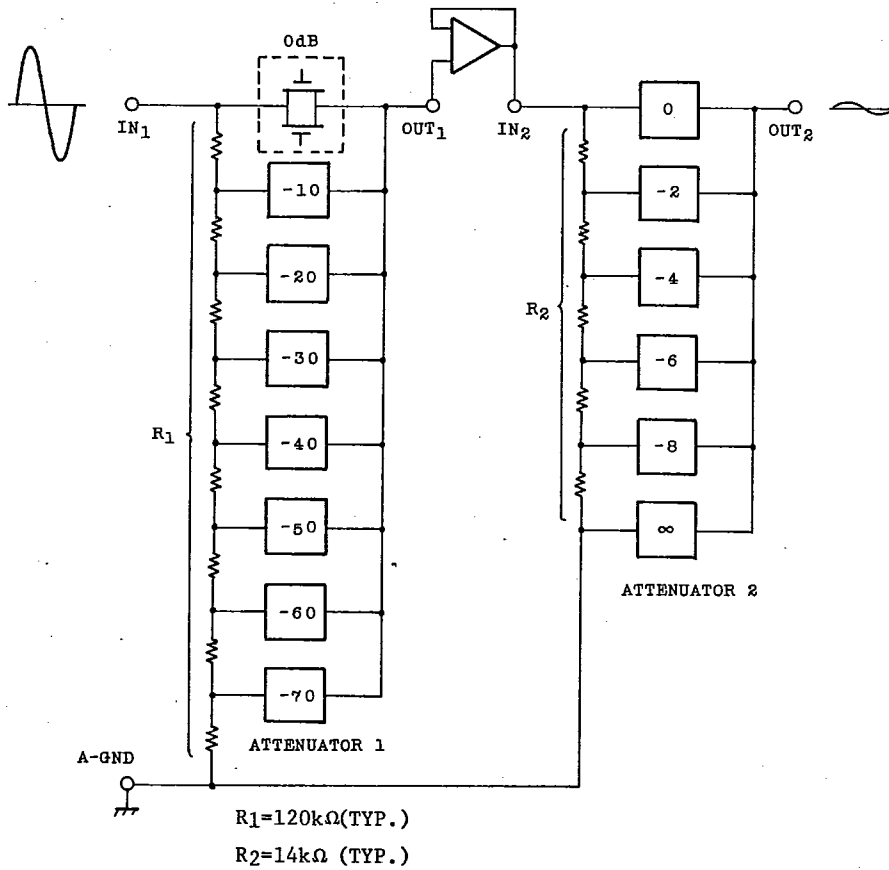 0dB
IN1
OUT1
IN2
0
OUT2
-10
-2
-20
-4
R2
-30
-6
R1
-40
-8
-50
∞
ATTENUATOR 2
-60
-70
ATTENUATOR 1
A-GND
R1=120kΩ(TYP.)
R2=14kΩ (TYP.)